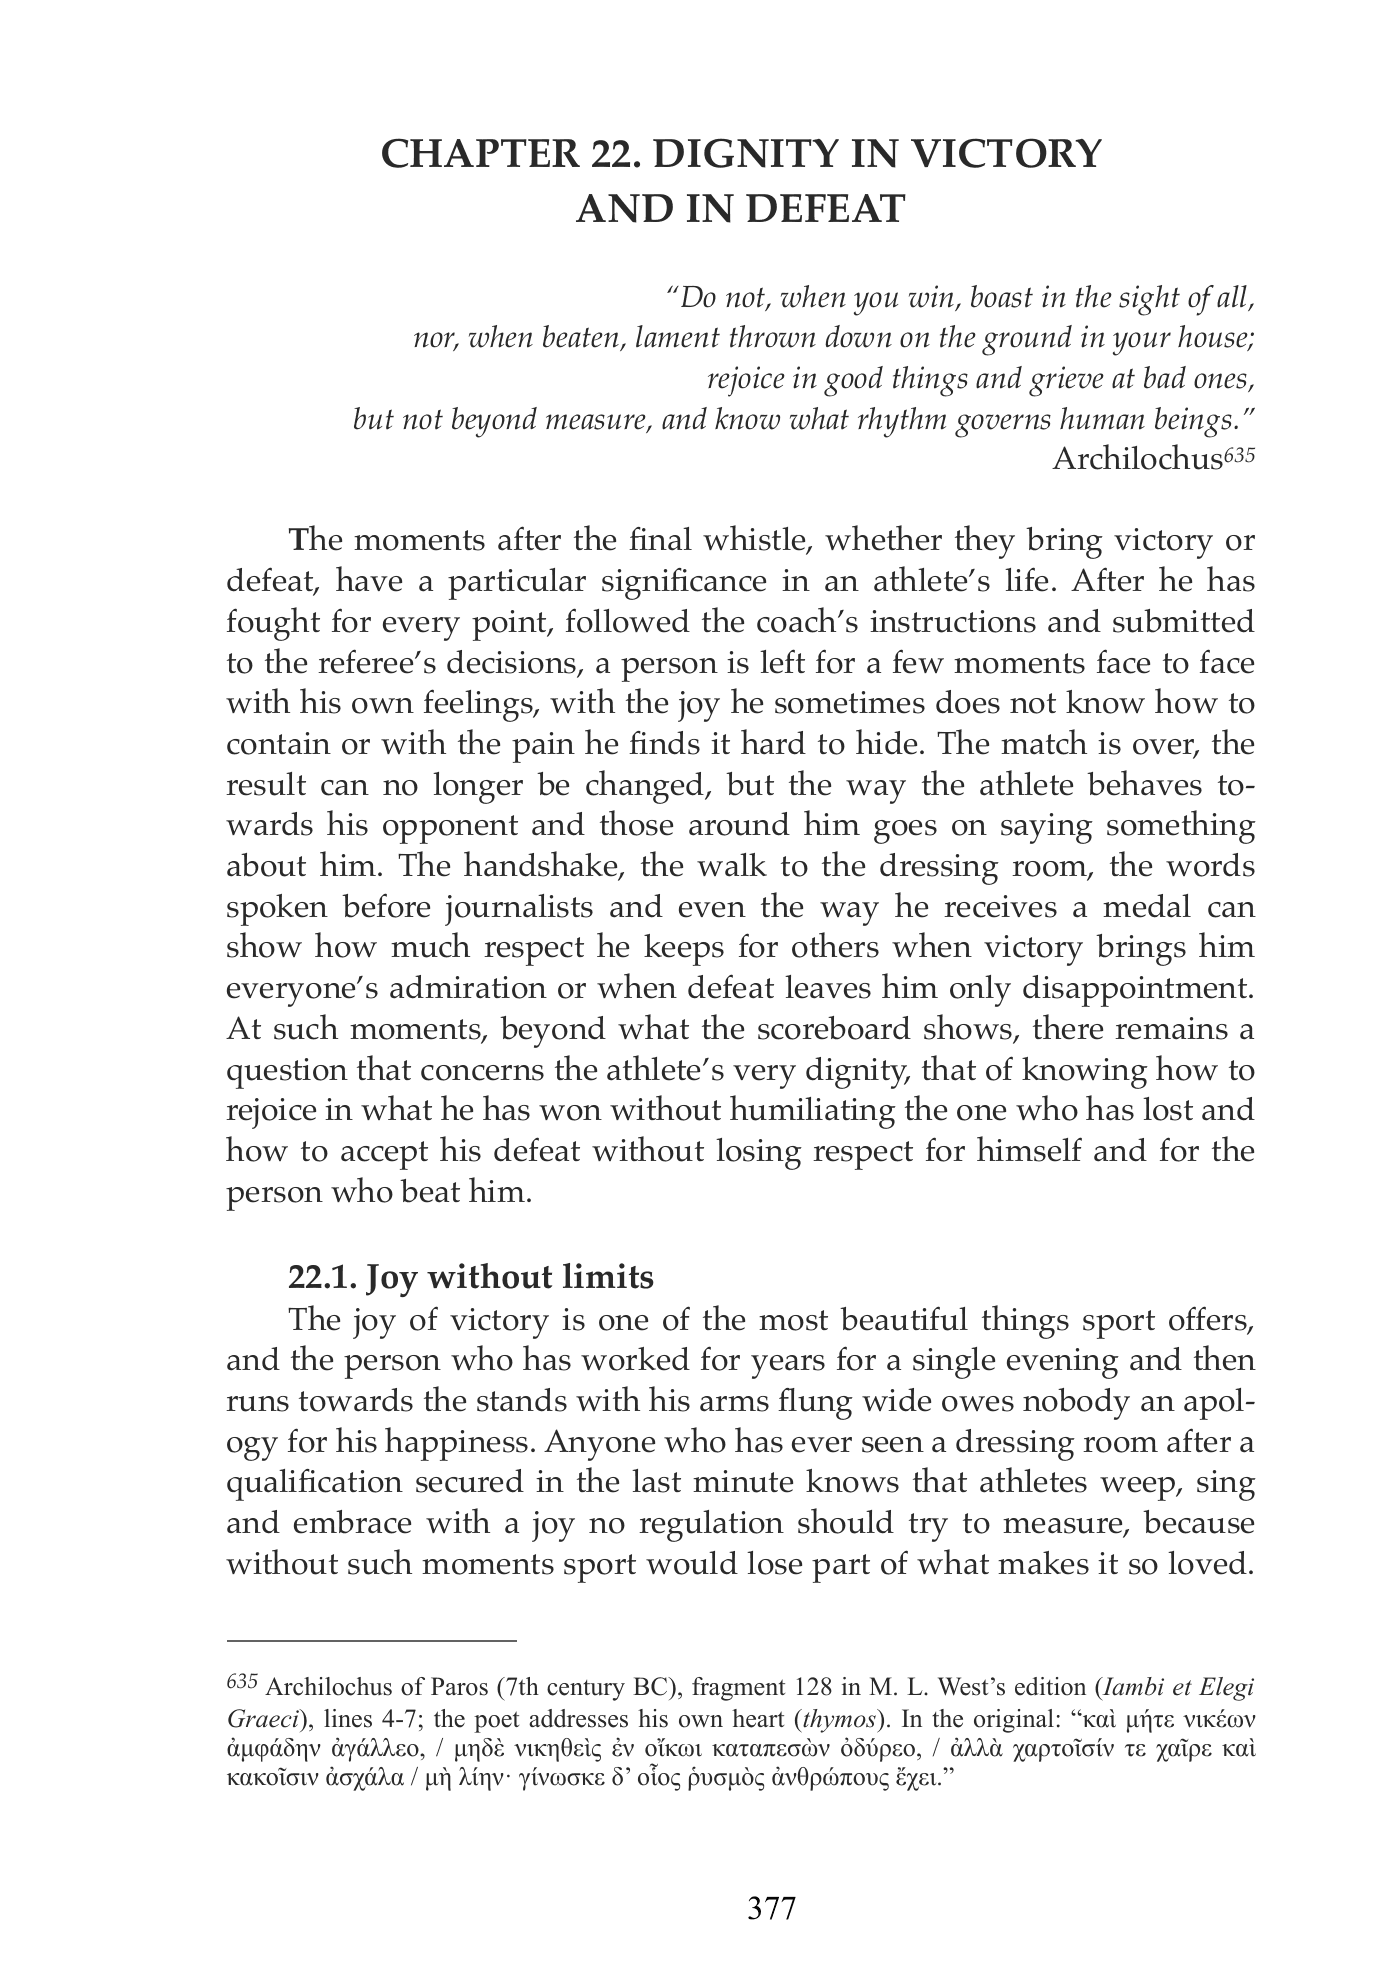 CHAPTER 22. DIGNITY IN VICTORY
AND IN DEFEAT
“Do not, when you win, boast in the sight of all,
nor, when beaten, lament thrown down on the ground in your house;
rejoice in good things and grieve at bad ones,
but not beyond measure, and know what rhythm governs human beings.”
Archilochus635
The moments after the final whistle, whether they bring victory or
defeat, have a particular significance in an athlete’s life. After he has
fought for every point, followed the coach’s instructions and submitted
to the referee’s decisions, a person is left for a few moments face to face
with his own feelings, with the joy he sometimes does not know how to
contain or with the pain he finds it hard to hide. The match is over, the
result can no longer be changed, but the way the athlete behaves to-
wards his opponent and those around him goes on saying something
about him. The handshake, the walk to the dressing room, the words
spoken before journalists and even the way he receives a medal can
show how much respect he keeps for others when victory brings him
everyone’s admiration or when defeat leaves him only disappointment.
At such moments, beyond what the scoreboard shows, there remains a
question that concerns the athlete’s very dignity, that of knowing how to
rejoice in what he has won without humiliating the one who has lost and
how to accept his defeat without losing respect for himself and for the
person who beat him.
22.1. Joy without limits
The joy of victory is one of the most beautiful things sport offers,
and the person who has worked for years for a single evening and then
runs towards the stands with his arms flung wide owes nobody an apol-
ogy for his happiness. Anyone who has ever seen a dressing room after a
qualification secured in the last minute knows that athletes weep, sing
and embrace with a joy no regulation should try to measure, because
without such moments sport would lose part of what makes it so loved.
635 Archilochus of Paros (7th century BC), fragment 128 in M. L. West’s edition (Iambi et Elegi
Graeci), lines 4-7; the poet addresses his own heart (thymos). In the original: “καὶ μήτε νικέων
ἀμφάδην ἀγάλλεο, / μηδὲ νικηθεὶς ἐν οἴκωι καταπεσὼν ὀδύρεο, / ἀλλὰ χαρτοῖσίν τε χαῖρε καὶ
κακοῖσιν ἀσχάλα / μὴ λίην· γίνωσκε δ’ οἷος ῥυσμὸς ἀνθρώπους ἔχει.”
377